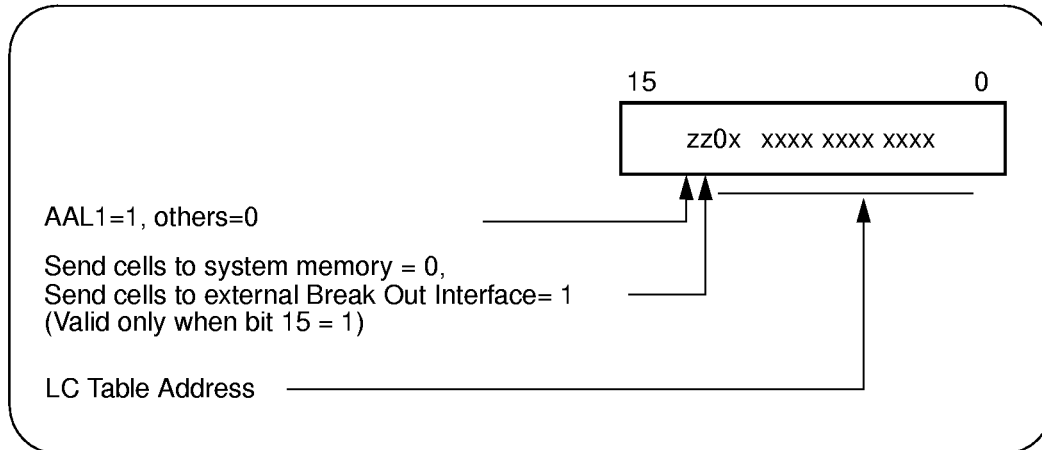 15 0
zz0x xxxx xxxx xxxx
AAL1=1, others=0
Send cells to system memory = 0,
Send cells to external Break Out Interface= 1
(Valid only when bit 15 = 1)
LC Table Address